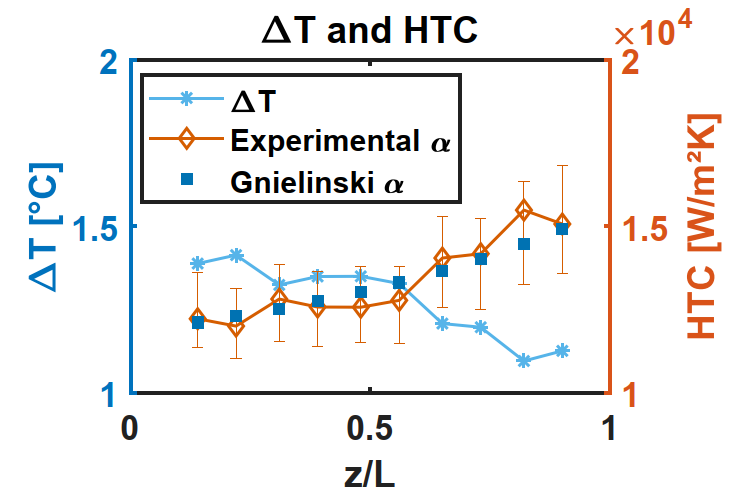 ΔT and HTC
×10⁴
2
1.5
1
ΔT [°C]
ΔT
Experimental α
Gnielinski α
2
1.5
1
HTC [W/m²K]
0
0.5
1
z/L